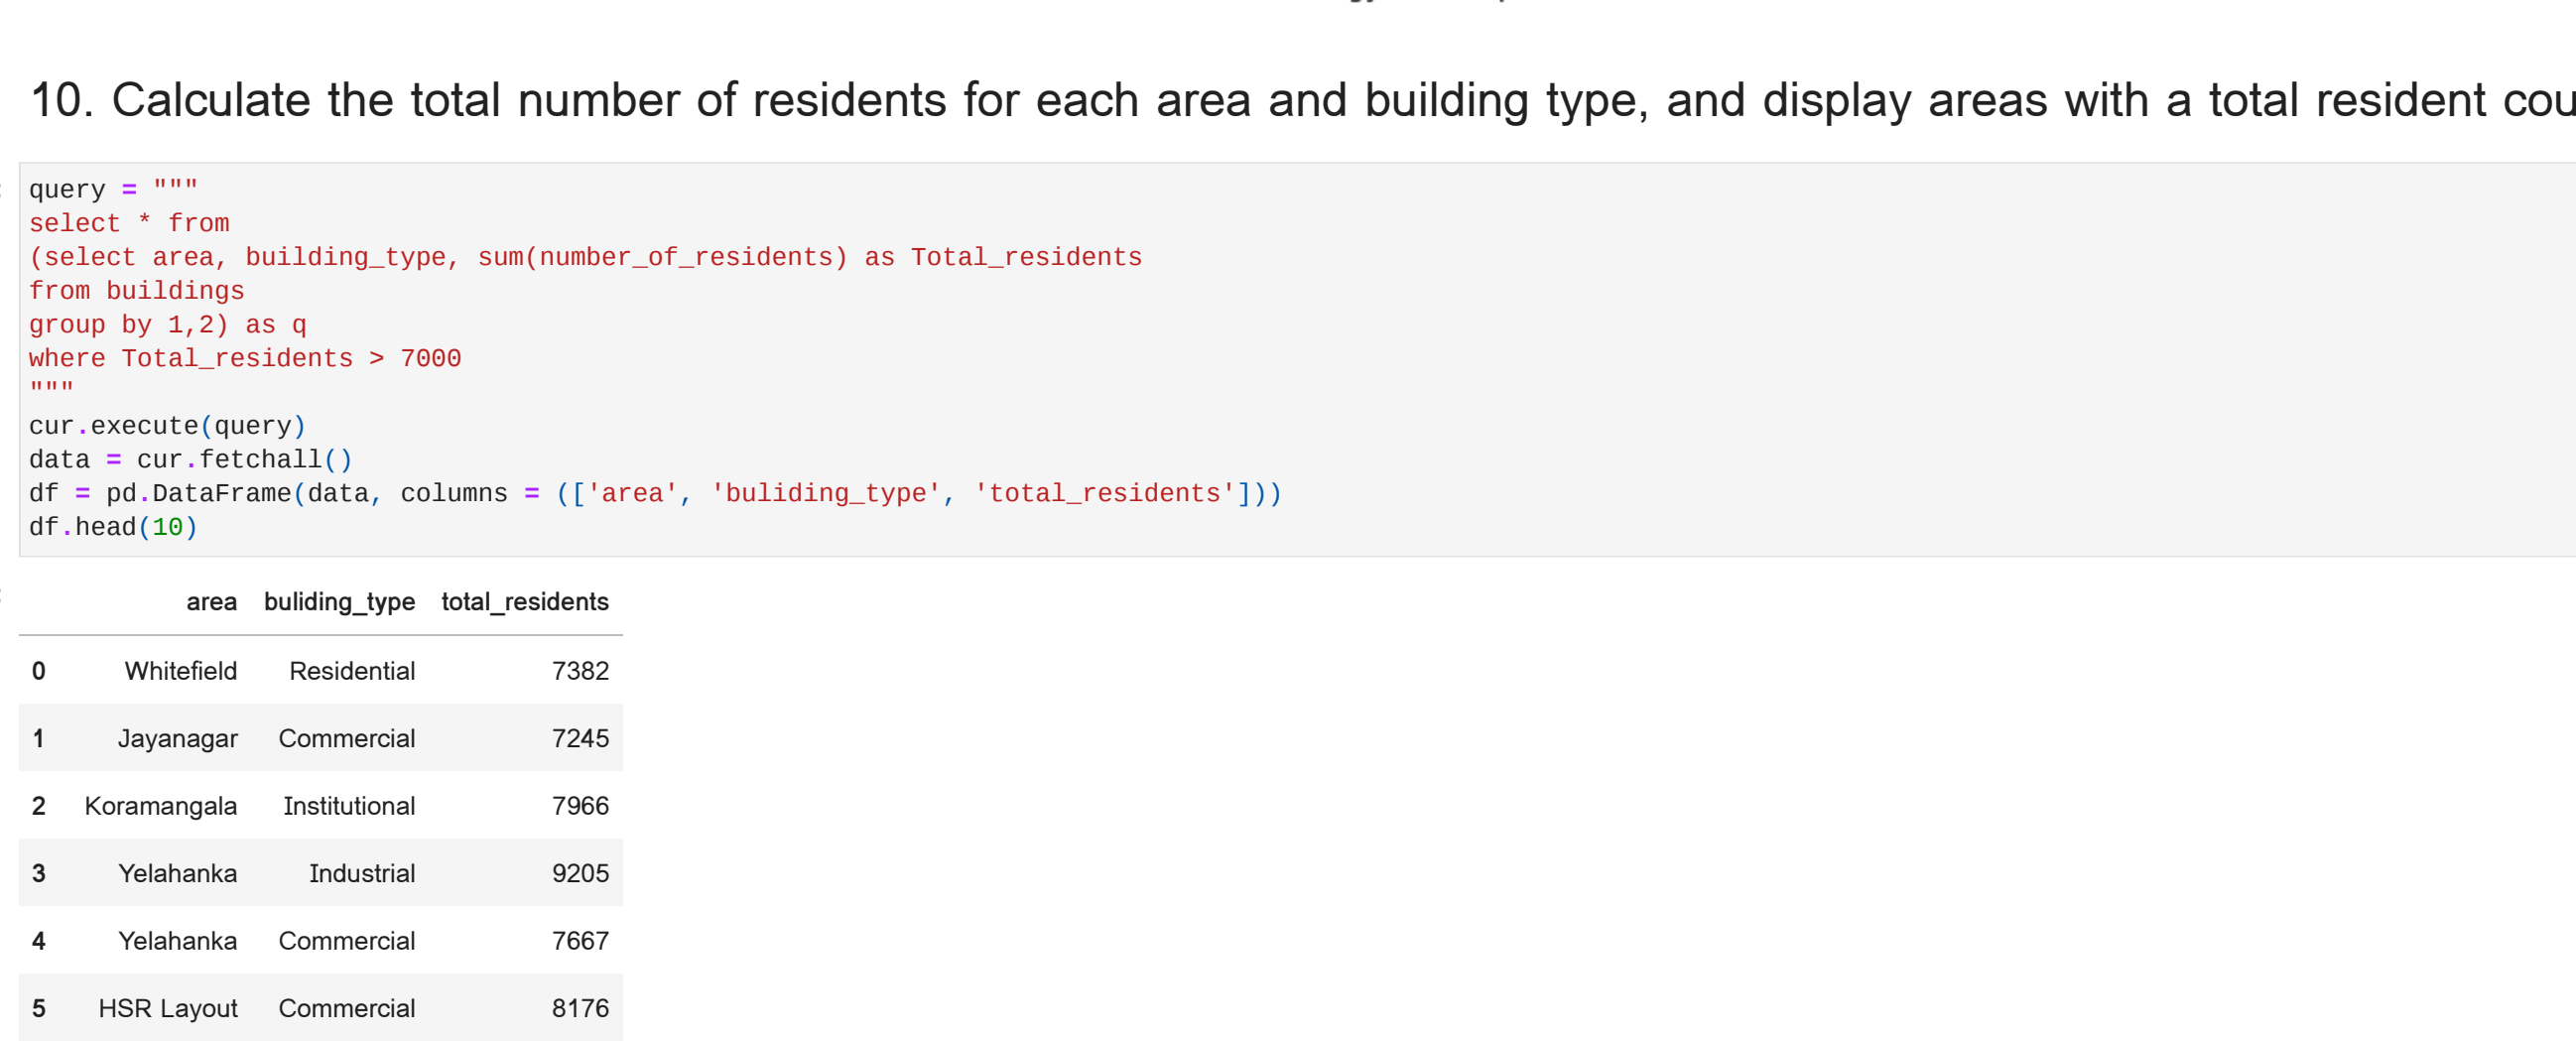 10. Calculate the total number of residents for each area and building type, and display areas with a total resident
query = """
select * from
(select area, building_type, sum(number_of_residents) as Total_residents
from buildings
group by 1,2) as q
where Total_residents > 7000
"""
cur.execute(query)
data = cur.fetchall()
df = pd.DataFrame(data, columns = (['area', 'buliding_type', 'total_residents']))
df.head(10)
area buliding_type total_residents
0 Whitefield Residential 7382
1 Jayanagar Commercial 7245
2 Koramangala Institutional 7966
3 Yelahanka Industrial 9205
4 Yelahanka Commercial 7667
5 HSR Layout Commercial 8176